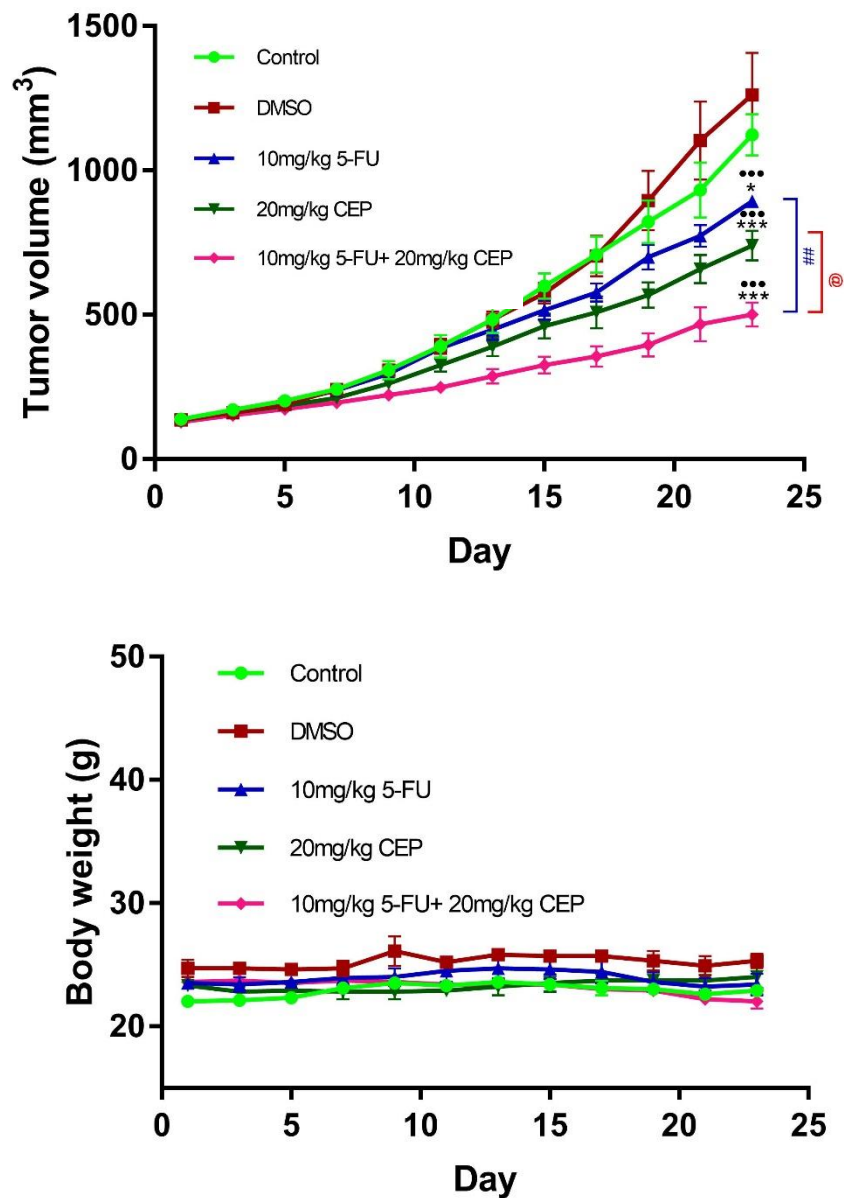 Tumor volume (mm³)
1500
1000
500
0
Control
DMSO
10mg/kg 5-FU
20mg/kg CEP
10mg/kg 5-FU+ 20mg/kg CEP
•••
*
•••
***
•••
***
##
@
0 5 10 15 20 25
Day
Body weight (g)
50
40
30
20
Control
DMSO
10mg/kg 5-FU
20mg/kg CEP
10mg/kg 5-FU+ 20mg/kg CEP
0 5 10 15 20 25
Day